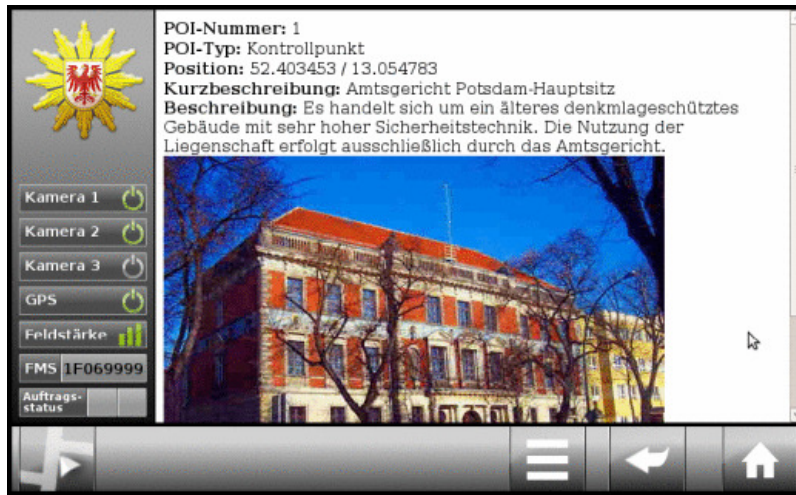 POI-Nummer: 1
POI-Typ: Kontrollpunkt
Position: 52.403453 / 13.054783
Kurzbeschreibung: Amtsgericht Potsdam-Hauptsitz
Beschreibung: Es handelt sich um ein älteres denkmlageschütztes
Gebäude mit sehr hoher Sicherheitstechnik. Die Nutzung der
Liegenschaft erfolgt ausschließlich durch das Amtsgericht.
Kamera 1
Kamera 2
Kamera 3
GPS
Feldstärke
FMS 1F069999
Auftrags-
status